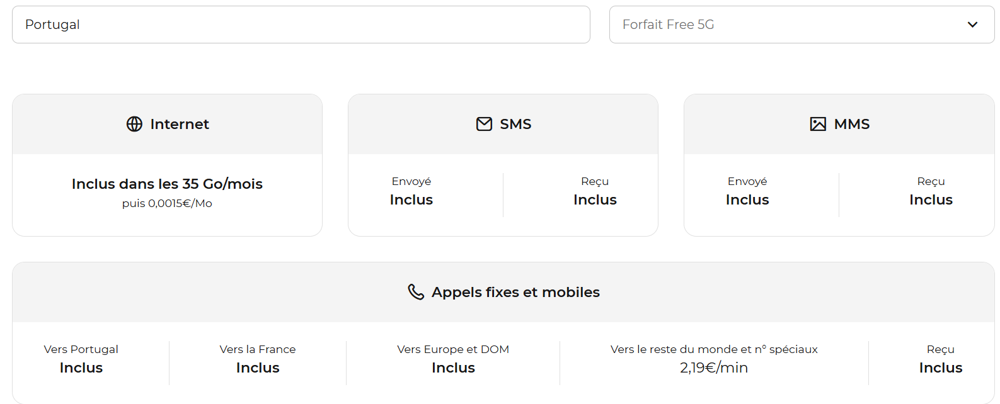 Portugal
Forfait Free 5G
Internet
Inclus dans les 35 Go/mois
puis 0,0015€/Mo
SMS
Envoyé
Inclus
Reçu
Inclus
MMS
Envoyé
Inclus
Reçu
Inclus
Appels fixes et mobiles
Vers Portugal
Inclus
Vers la France
Inclus
Vers Europe et DOM
Inclus
Vers le reste du monde et n° spéciaux
2,19€/min
Reçu
Inclus